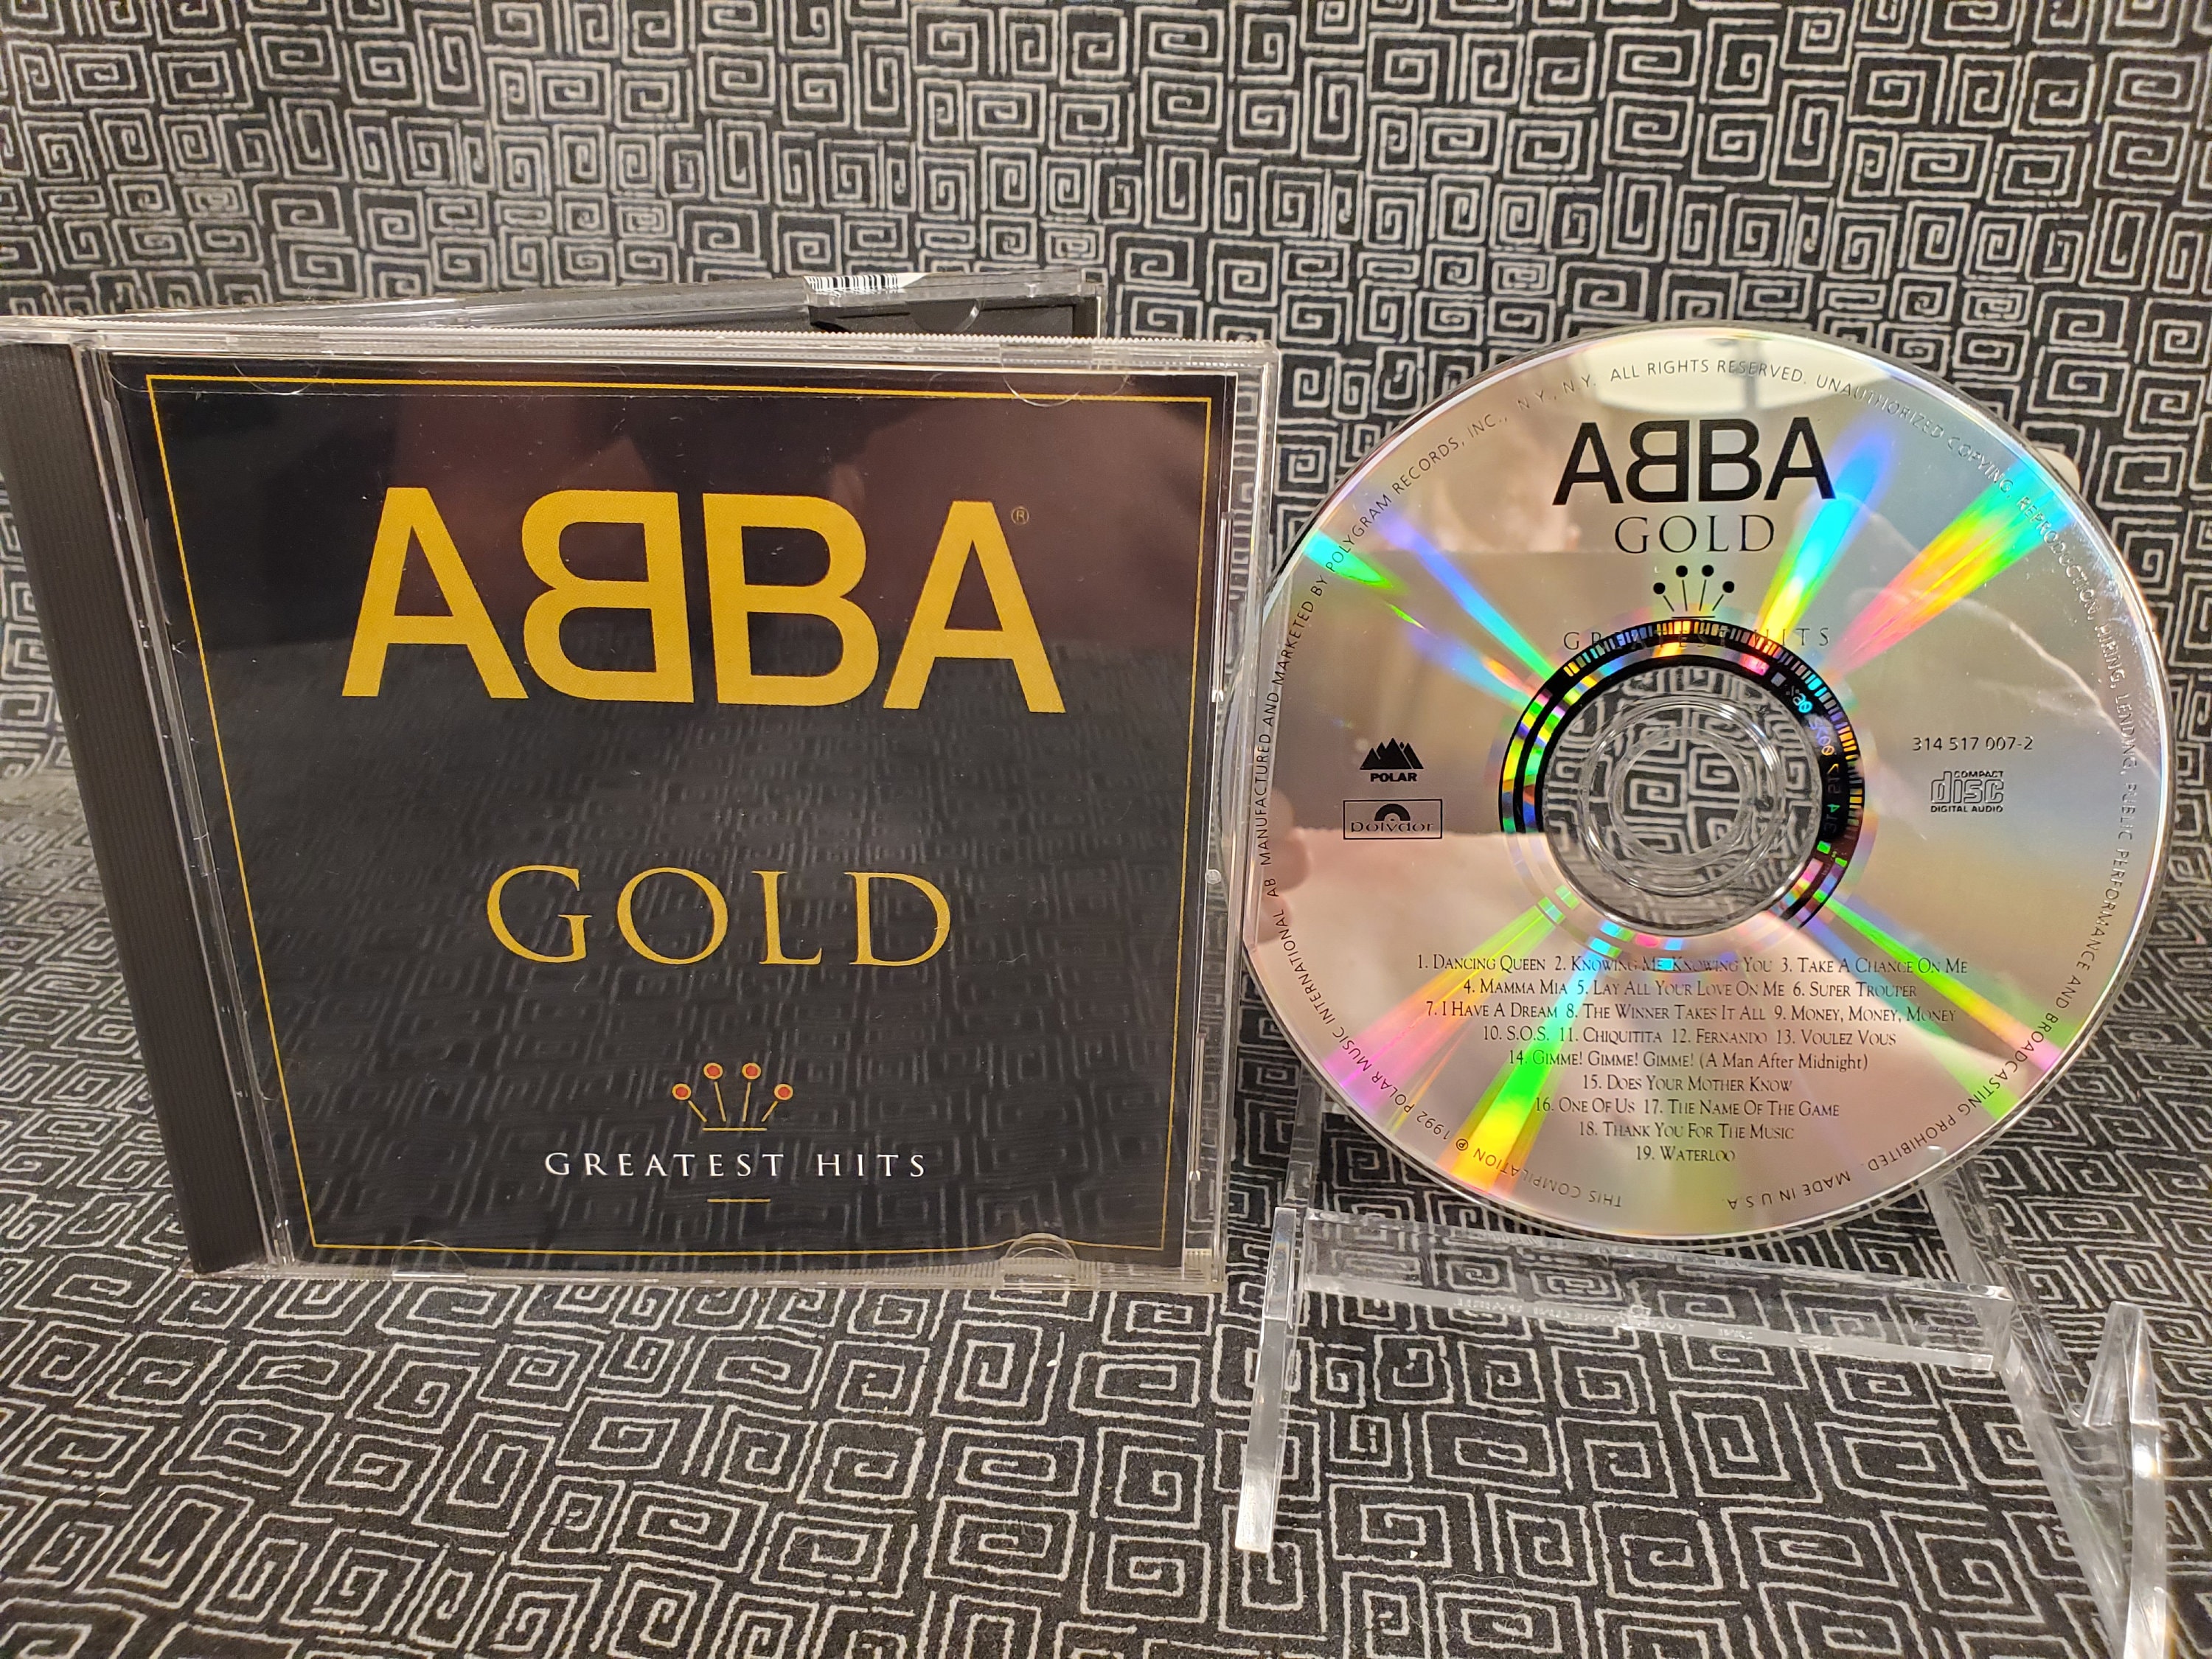 ABBA®
GOLD
GREATEST HITS
ABBA
GOLD
GREATEST HITS
POLAR
Polydor
314 517 007-2
COMPACT
disc
DIGITAL AUDIO
1. DANCING QUEEN 2. KNOWING ME, KNOWING YOU 3. TAKE A CHANCE ON ME
4. MAMMA MIA 5. LAY ALL YOUR LOVE ON ME 6. SUPER TROUPER
7. I HAVE A DREAM 8. THE WINNER TAKES IT ALL 9. MONEY, MONEY, MONEY
10. S.O.S. 11. CHIQUITITA 12. FERNANDO 13. VOULEZ VOUS
14. GIMME! GIMME! GIMME! (A MAN AFTER MIDNIGHT)
15. DOES YOUR MOTHER KNOW
16. ONE OF US 17. THE NAME OF THE GAME
18. THANK YOU FOR THE MUSIC
19. WATERLOO
THIS COMPILATION ℗ 1992 POLAR MUSIC INTERNATIONAL AB MANUFACTURED AND MARKETED BY POLYGRAM RECORDS, INC., N.Y., N.Y. ALL RIGHTS RESERVED. UNAUTHORIZED COPYING, REPRODUCTION, HIRING, LENDING, PUBLIC PERFORMANCE AND BROADCASTING PROHIBITED. MADE IN U.S.A.